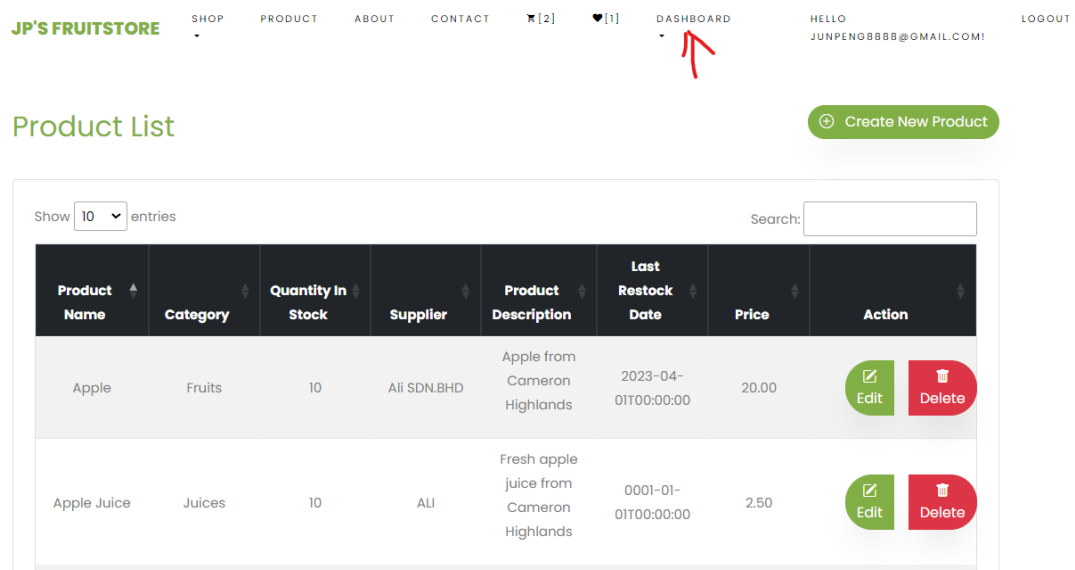 JP'S FRUITSTORE
SHOP
PRODUCT
ABOUT
CONTACT
[2]
[1]
DASHBOARD
HELLO
JUNPENG8888@GMAIL.COM!
LOGOUT
Product List
Create New Product
Show 10 entries
Search:
Product
Name
Category
Quantity In
Stock
Supplier
Product
Description
Last
Restock
Date
Price
Action
Apple
Fruits
10
Ali SDN.BHD
Apple from
Cameron
Highlands
2023-04-
01T00:00:00
20.00
Edit
Delete
Apple Juice
Juices
10
ALI
Fresh apple
juice from
Cameron
Highlands
0001-01-
01T00:00:00
2.50
Edit
Delete